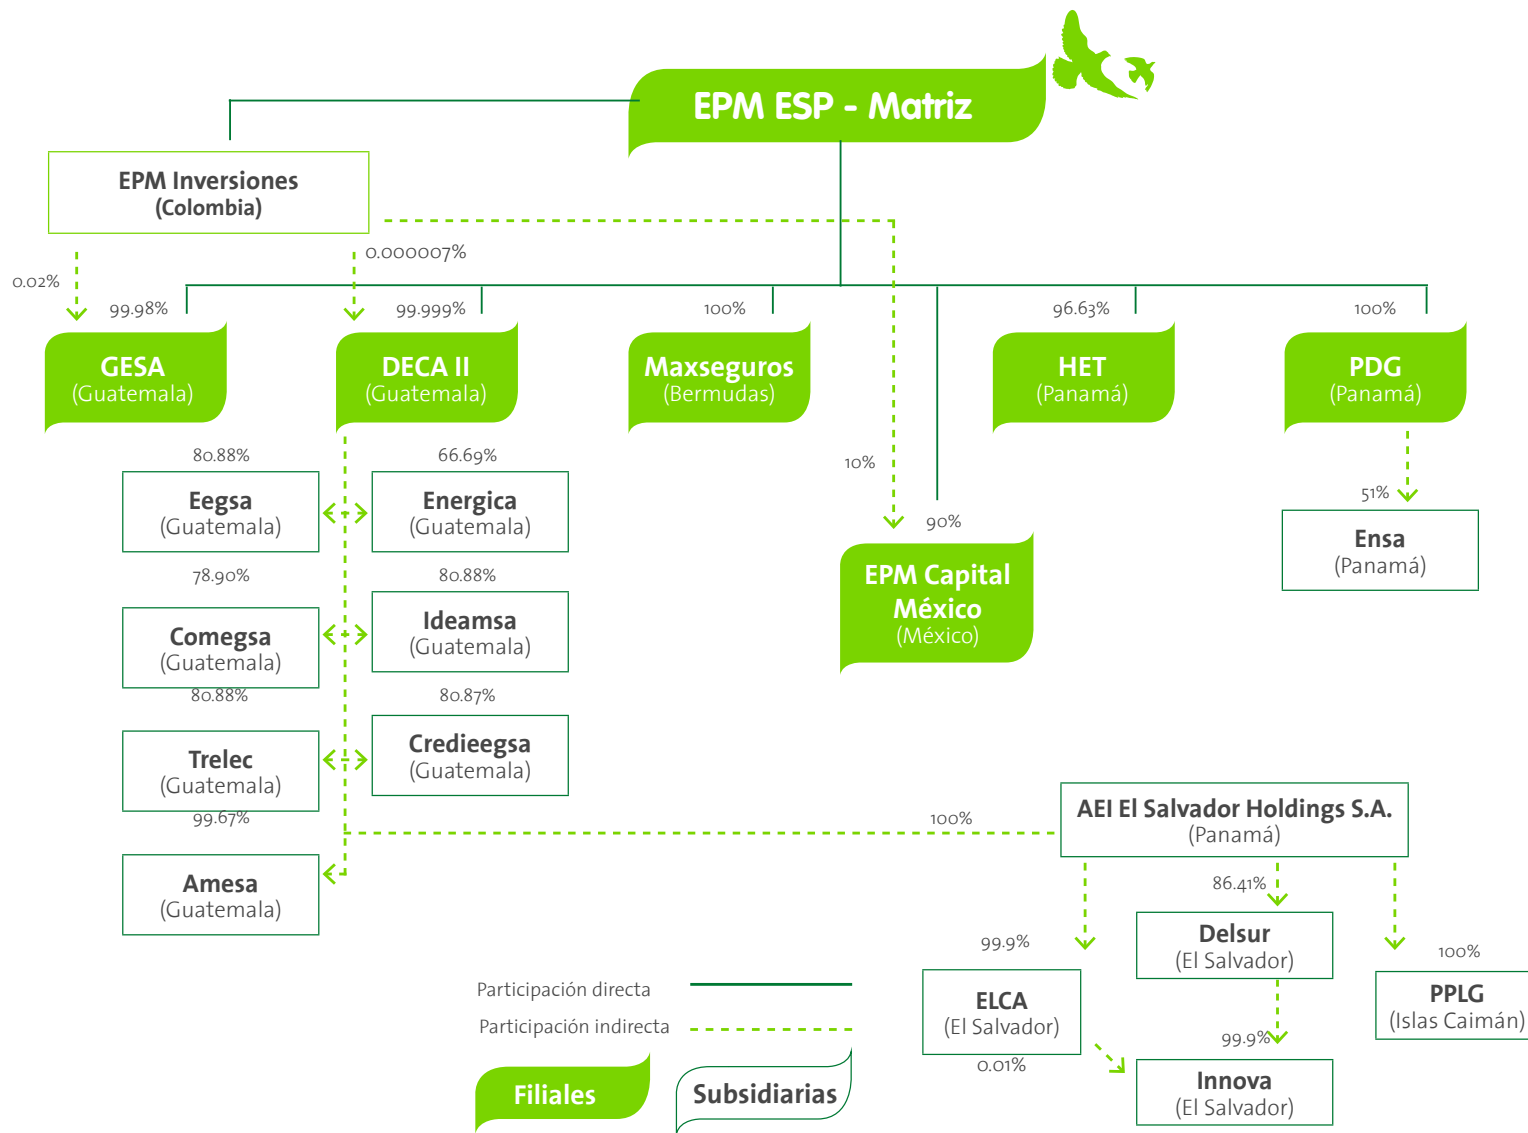 EPM ESP - Matriz
EPM Inversiones
(Colombia)
0.02%
0.000007%
99.98%
99.999%
100%
96.63%
100%
GESA
(Guatemala)
DECA II
(Guatemala)
Maxseguros
(Bermudas)
HET
(Panamá)
PDG
(Panamá)
80.88%
Eegsa
(Guatemala)
66.69%
Energica
(Guatemala)
10%
90%
EPM Capital
México
(México)
51%
Ensa
(Panamá)
78.90%
Comegsa
(Guatemala)
80.88%
Ideamsa
(Guatemala)
80.88%
Trelec
(Guatemala)
80.87%
Credieegsa
(Guatemala)
99.67%
Amesa
(Guatemala)
100%
AEI El Salvador Holdings S.A.
(Panamá)
99.9%
ELCA
(El Salvador)
0.01%
86.41%
Delsur
(El Salvador)
99.9%
Innova
(El Salvador)
100%
PPLG
(Islas Caimán)
Participación directa
Participación indirecta
Filiales
Subsidiarias